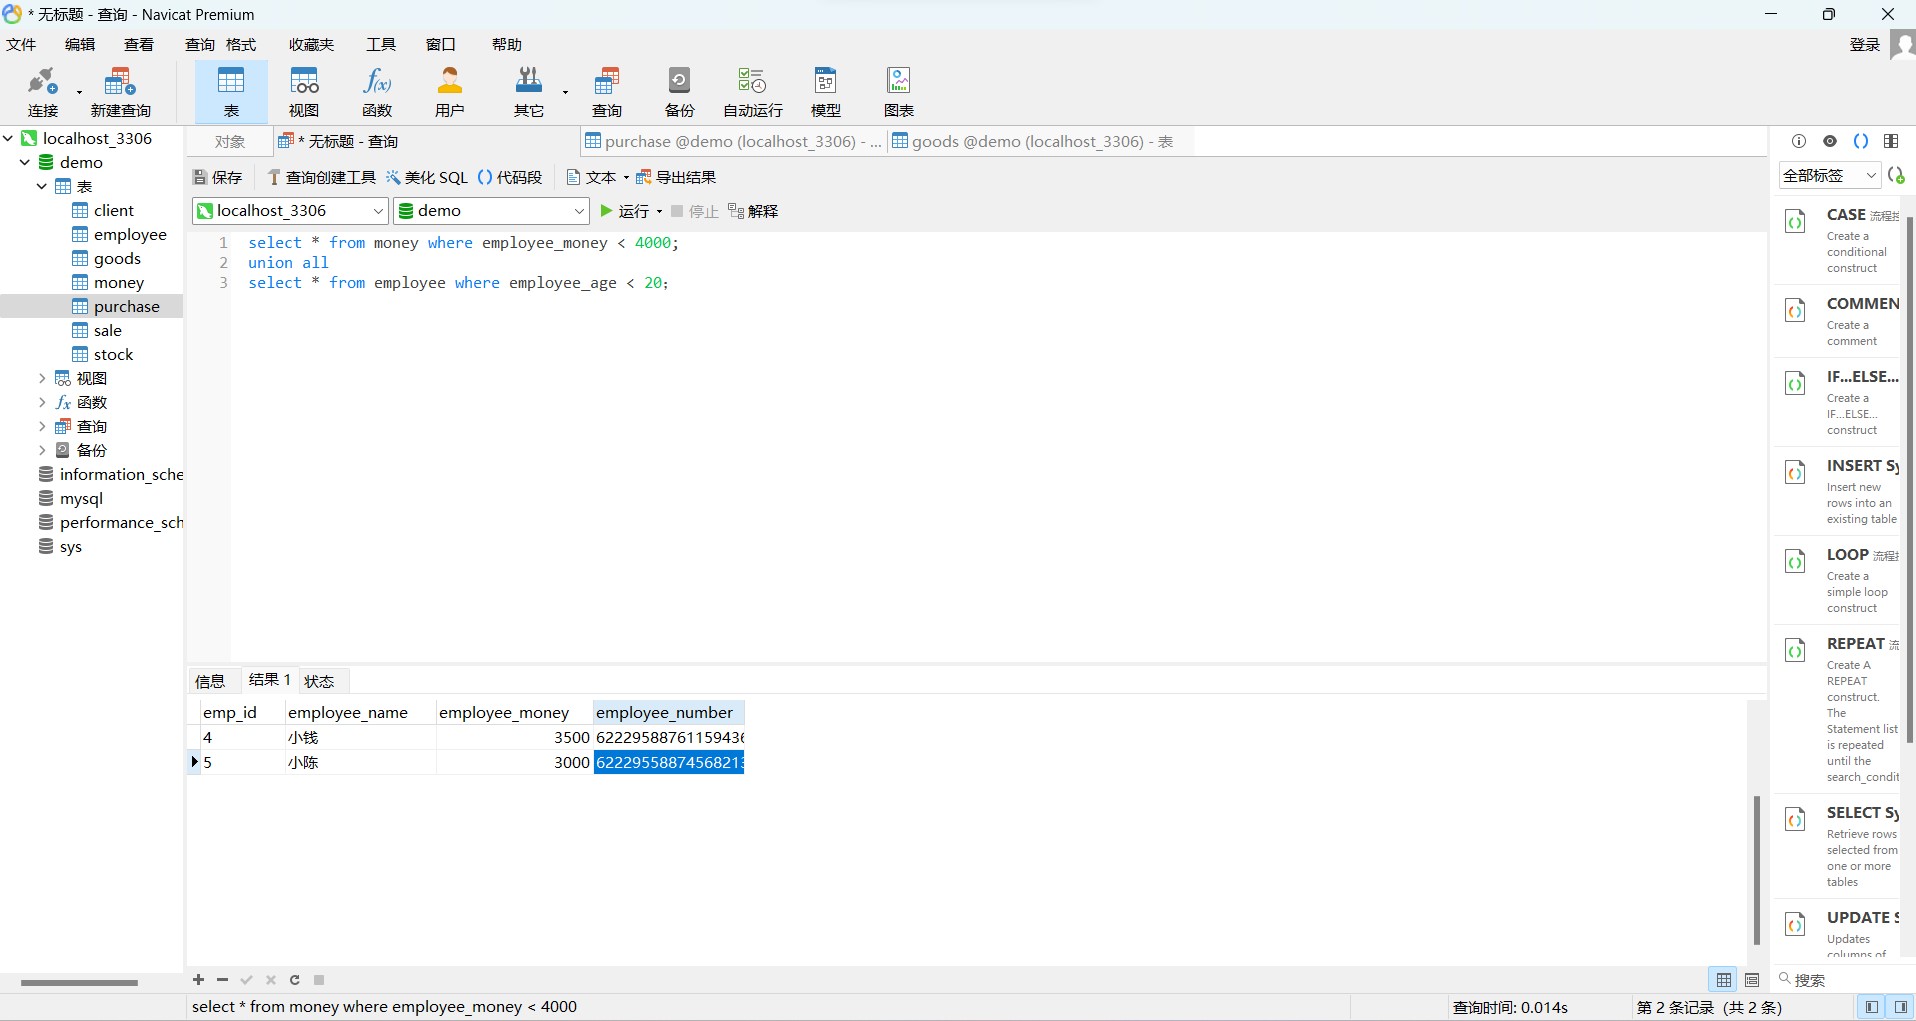 * 无标题 - 查询 - Navicat Premium
文件 编辑 查看 查询 格式 收藏夹 工具 窗口 帮助 登录
连接 新建查询 表 视图 函数 用户 其它 查询 备份 自动运行 模型 图表
localhost_3306
demo
表
client
employee
goods
money
purchase
sale
stock
视图
函数
查询
备份
information_sche
mysql
performance_sch
sys
对象 * 无标题 - 查询 purchase @demo (localhost_3306) - ... goods @demo (localhost_3306) - 表
保存 查询创建工具 美化 SQL () 代码段 文本 导出结果
localhost_3306 demo 运行 停止 解释
1 select * from money where employee_money < 4000;
2 union all
3 select * from employee where employee_age < 20;
信息 结果 1 状态
emp_id employee_name employee_money employee_number
4 小钱 3500 6222958876115943
5 小陈 3000 6222955887456821
select * from money where employee_money < 4000 查询时间: 0.014s 第 2 条记录 (共 2 条)
全部标签
CASE 流程
Create a
conditional
construct
COMMEN
Create a
comment
IF...ELSE...
Create a
IF...ELSE...
construct
INSERT Sy
Insert new
rows into an
existing table
LOOP 流程
Create a
simple loop
construct
REPEAT 流
Create A
REPEAT
construct.
The
Statement list
is repeated
until the
search_condit
SELECT Sy
Retrieve rows
selected from
one or more
tables
UPDATE S
Updates
columns of
搜索